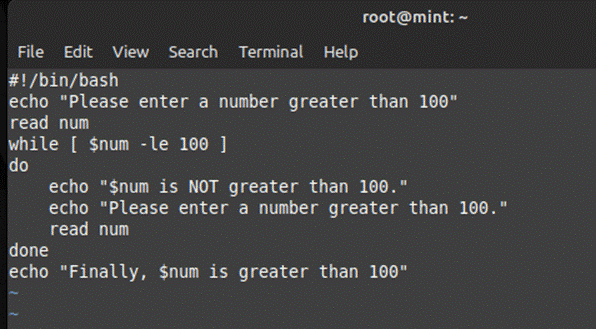 root@mint: ~
File Edit View Search Terminal Help
#!/bin/bash
echo "Please enter a number greater than 100"
read num
while [ $num -le 100 ]
do
    echo "$num is NOT greater than 100."
    echo "Please enter a number greater than 100."
    read num
done
echo "Finally, $num is greater than 100"
~
~